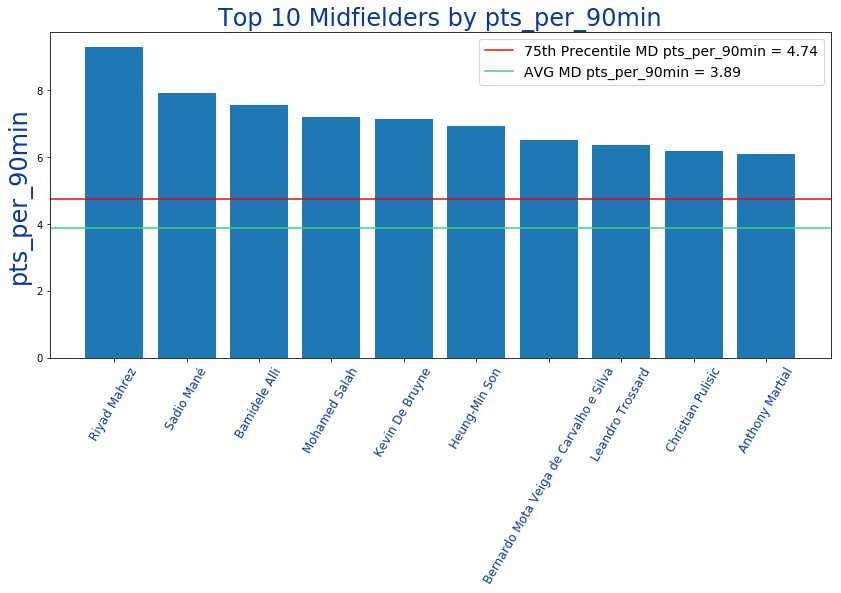 Top 10 Midfielders by pts_per_90min
75th Precentile MD pts_per_90min = 4.74
AVG MD pts_per_90min = 3.89
pts_per_90min
8
6
4
2
0
Riyad Mahrez
Sadio Mané
Bamidele Alli
Mohamed Salah
Kevin De Bruyne
Heung-Min Son
Bernardo Mota Veiga de Carvalho e Silva
Leandro Trossard
Christian Pulisic
Anthony Martial